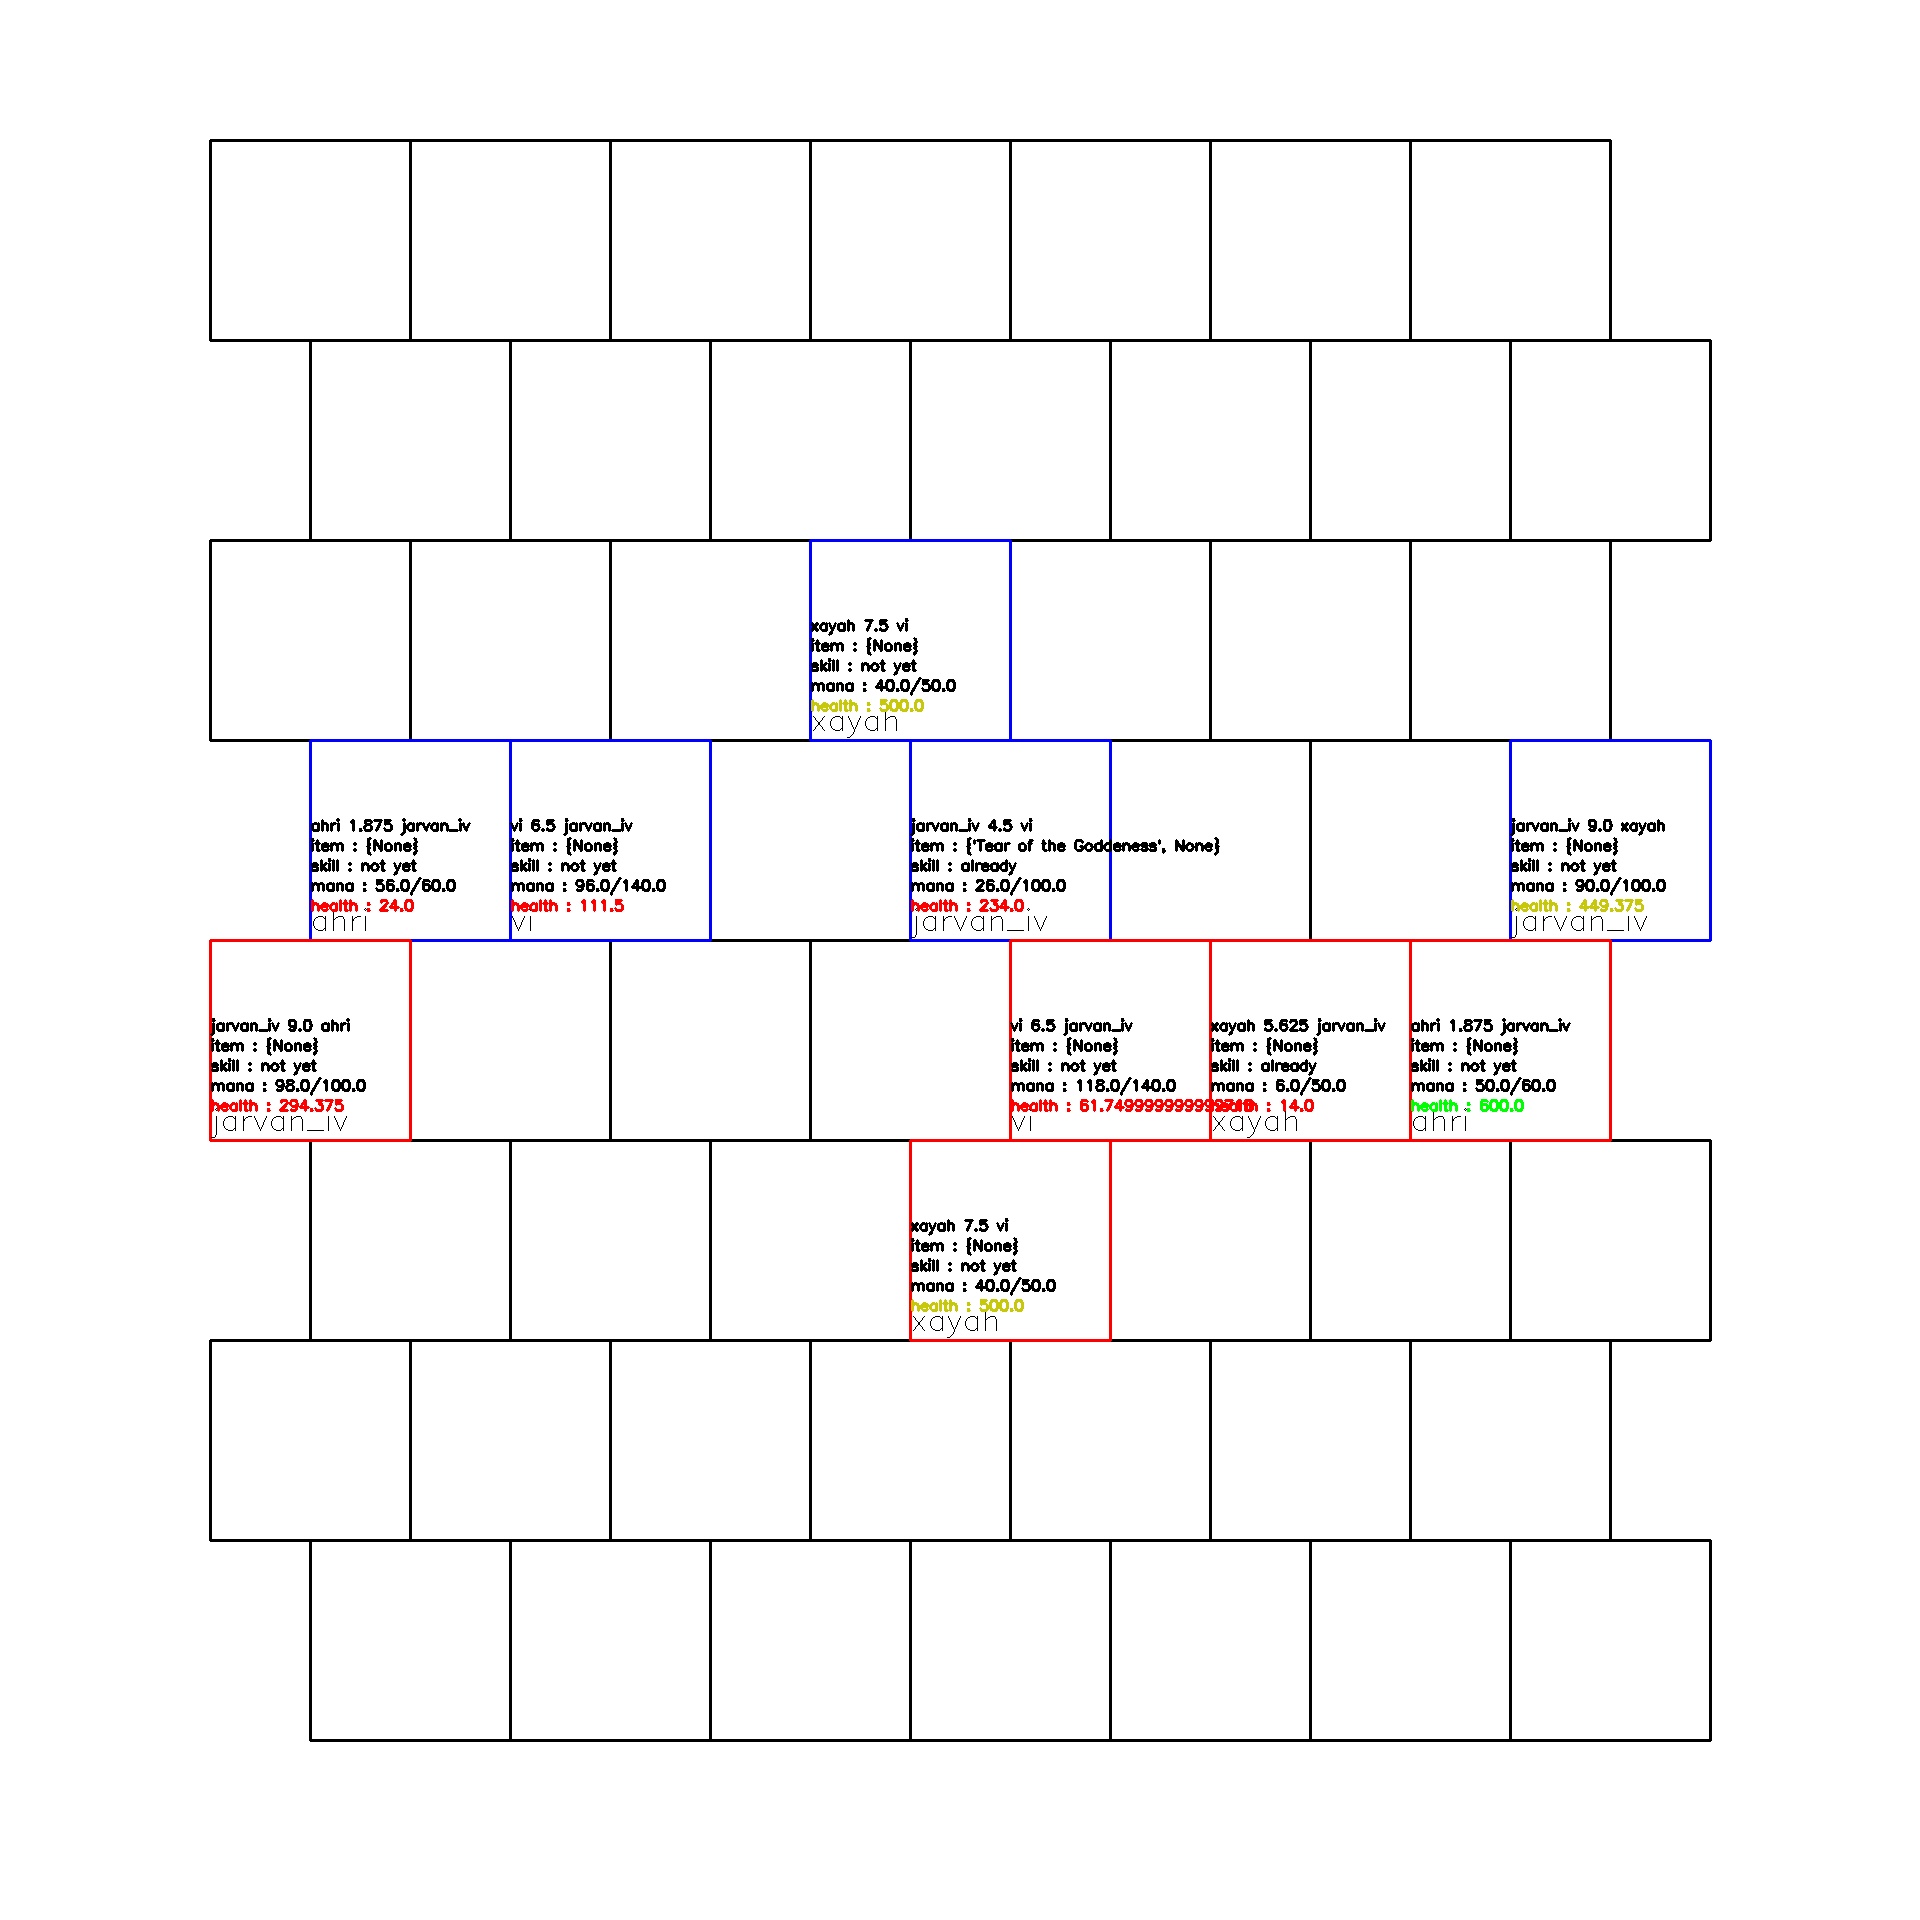 xayah 7.5 vi
item : {None}
skill : not yet
mana : 40.0/50.0
health : 500.0
xayah
ahri 1.875 jarvan_iv
item : {None}
skill : not yet
mana : 56.0/60.0
health : 24.0
ahri
vi 6.5 jarvan_iv
item : {None}
skill : not yet
mana : 96.0/140.0
health : 111.5
vi
jarvan_iv 4.5 vi
item : {'Tear of the Goddeness', None}
skill : already
mana : 26.0/100.0
health : 234.0
jarvan_iv
jarvan_iv 9.0 xayah
item : {None}
skill : not yet
mana : 90.0/100.0
health : 449.375
jarvan_iv
jarvan_iv 9.0 ahri
item : {None}
skill : not yet
mana : 98.0/100.0
health : 294.375
jarvan_iv
vi 6.5 jarvan_iv
item : {None}
skill : not yet
mana : 118.0/140.0
health :
vi
xayah 5.625 jarvan_iv
item : {None}
skill : already
mana : 6.0/50.0
health : 14.0
xayah
ahri 1.875 jarvan_iv
item : {None}
skill : not yet
mana : 50.0/60.0
health : 600.0
ahri
xayah 7.5 vi
item : {None}
skill : not yet
mana : 40.0/50.0
health : 500.0
xayah